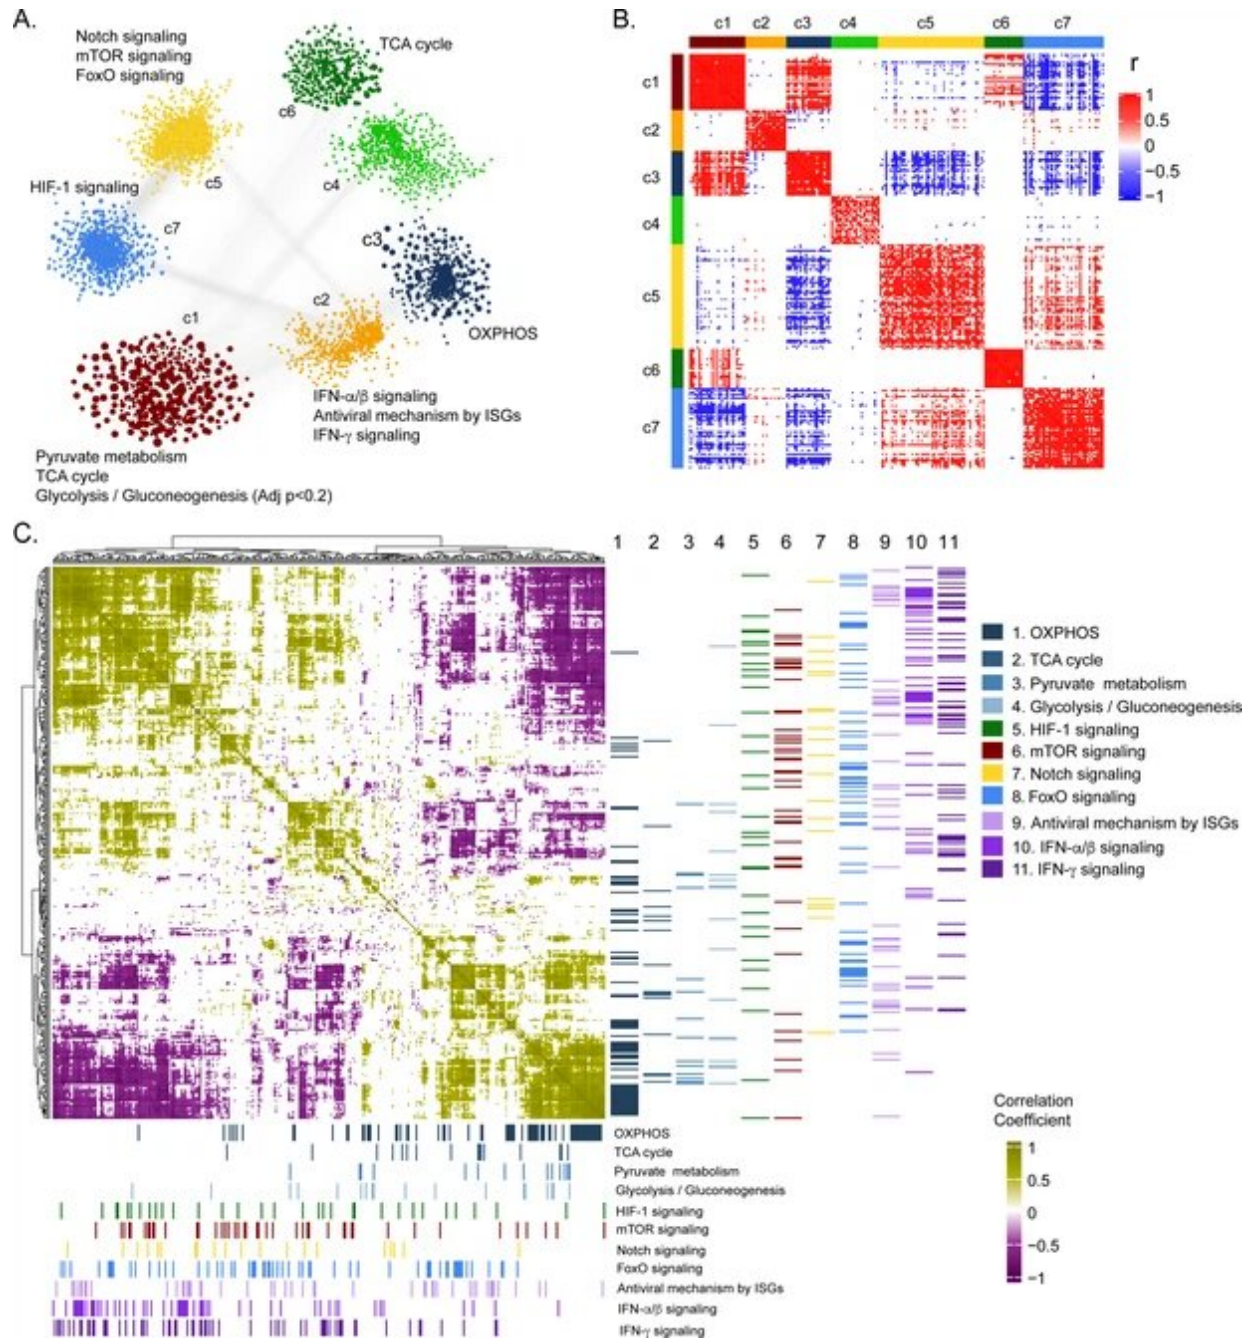 A.
Notch signaling
mTOR signaling
FoxO signaling
TCA cycle
c6
c5
c4
HIF-1 signaling
c7
c3
c2
c1
OXPHOS
IFN-α/β signaling
Antiviral mechanism by ISGs
IFN-γ signaling
Pyruvate metabolism
TCA cycle
Glycolysis / Gluconeogenesis (Adj p<0.2)
B.
c1 c2 c3 c4 c5 c6 c7
c1
c2
c3
c4
c5
c6
c7
r
1
0.5
0
−0.5
−1
C.
1 2 3 4 5 6 7 8 9 10 11
1. OXPHOS
2. TCA cycle
3. Pyruvate metabolism
4. Glycolysis / Gluconeogenesis
5. HIF-1 signaling
6. mTOR signaling
7. Notch signaling
8. FoxO signaling
9. Antiviral mechanism by ISGs
10. IFN-α/β signaling
11. IFN-γ signaling
Correlation
Coefficient
1
0.5
0
−0.5
−1
OXPHOS
TCA cycle
Pyruvate metabolism
Glycolysis / Gluconeogenesis
HIF-1 signaling
mTOR signaling
Notch signaling
FoxO signaling
Antiviral mechanism by ISGs
IFN-α/β signaling
IFN-γ signaling